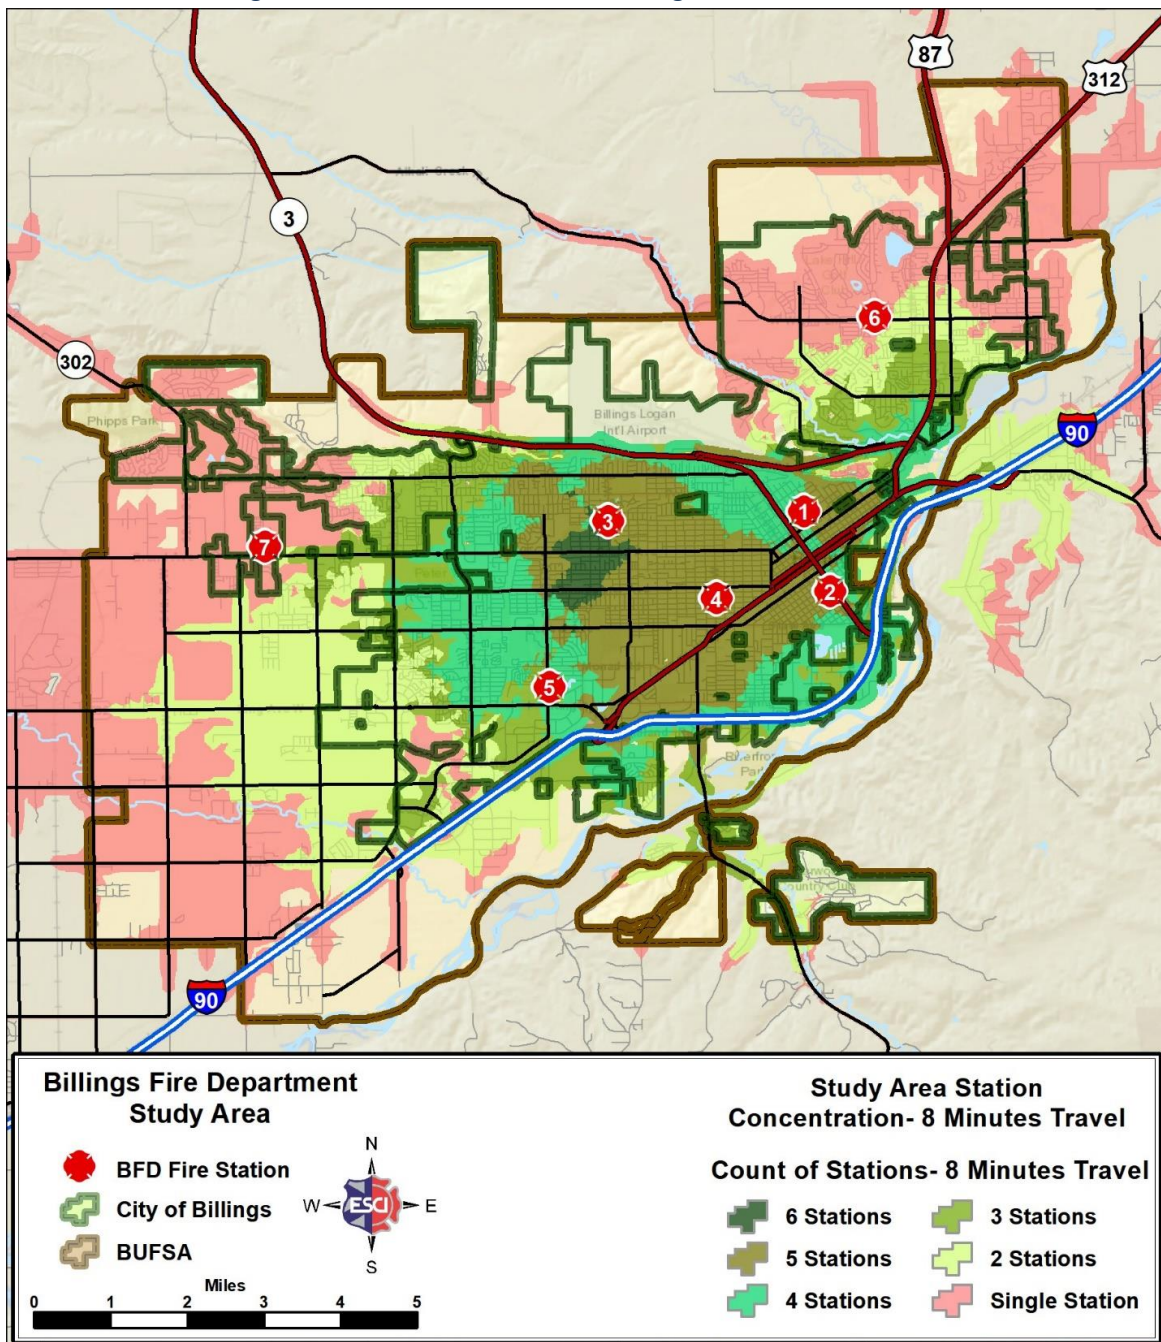 87
312
3
302
6
Phipps Park
Billings Logan
Int'l Airport
90
1
3
7
4
2
5
90
Billings Fire Department
Study Area
BFD Fire Station
City of Billings
BUFSA
N
W
ESCI
E
S
Miles
0 1 2 3 4 5
Study Area Station
Concentration- 8 Minutes Travel
Count of Stations- 8 Minutes Travel
6 Stations
3 Stations
5 Stations
2 Stations
4 Stations
Single Station